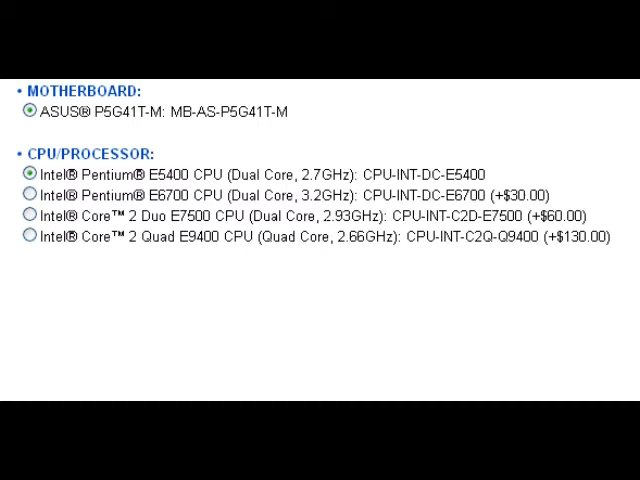 • MOTHERBOARD:
ASUS® P5G41T-M: MB-AS-P5G41T-M
• CPU/PROCESSOR:
Intel® Pentium® E5400 CPU (Dual Core, 2.7GHz): CPU-INT-DC-E5400
Intel® Pentium® E6700 CPU (Dual Core, 3.2GHz): CPU-INT-DC-E6700 (+$30.00)
Intel® Core™ 2 Duo E7500 CPU (Dual Core, 2.93GHz): CPU-INT-C2D-E7500 (+$60.00)
Intel® Core™ 2 Quad E9400 CPU (Quad Core, 2.66GHz): CPU-INT-C2Q-Q9400 (+$130.00)